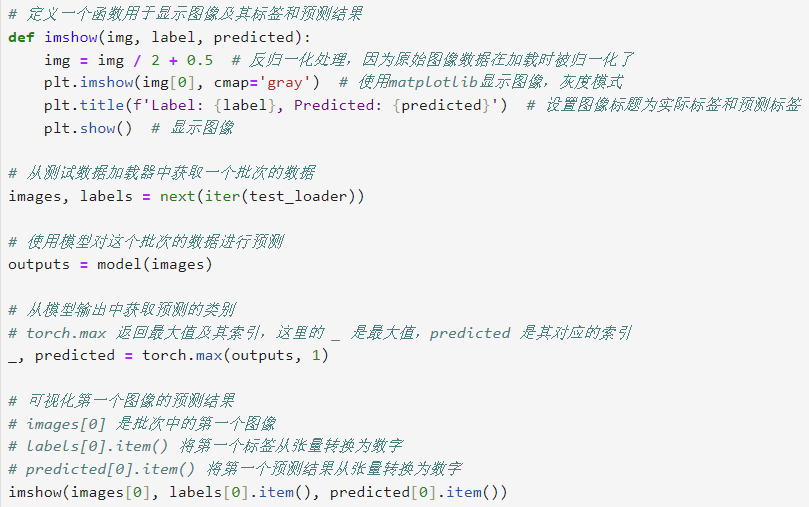 # 定义一个函数用于显示图像及其标签和预测结果
def imshow(img, label, predicted):
    img = img / 2 + 0.5  # 反归一化处理，因为原始图像数据在加载时被归一化了
    plt.imshow(img[0], cmap='gray')  # 使用matplotlib显示图像，灰度模式
    plt.title(f'Label: {label}, Predicted: {predicted}')  # 设置图像标题为实际标签和预测标签
    plt.show()  # 显示图像
# 从测试数据加载器中获取一个批次的数据
images, labels = next(iter(test_loader))
# 使用模型对这个批次的数据进行预测
outputs = model(images)
# 从模型输出中获取预测的类别
# torch.max 返回最大值及其索引，这里的 _ 是最大值，predicted 是其对应的索引
_, predicted = torch.max(outputs, 1)
# 可视化第一个图像的预测结果
# images[0] 是批次中的第一个图像
# labels[0].item() 将第一个标签从张量转换为数字
# predicted[0].item() 将第一个预测结果从张量转换为数字
imshow(images[0], labels[0].item(), predicted[0].item())